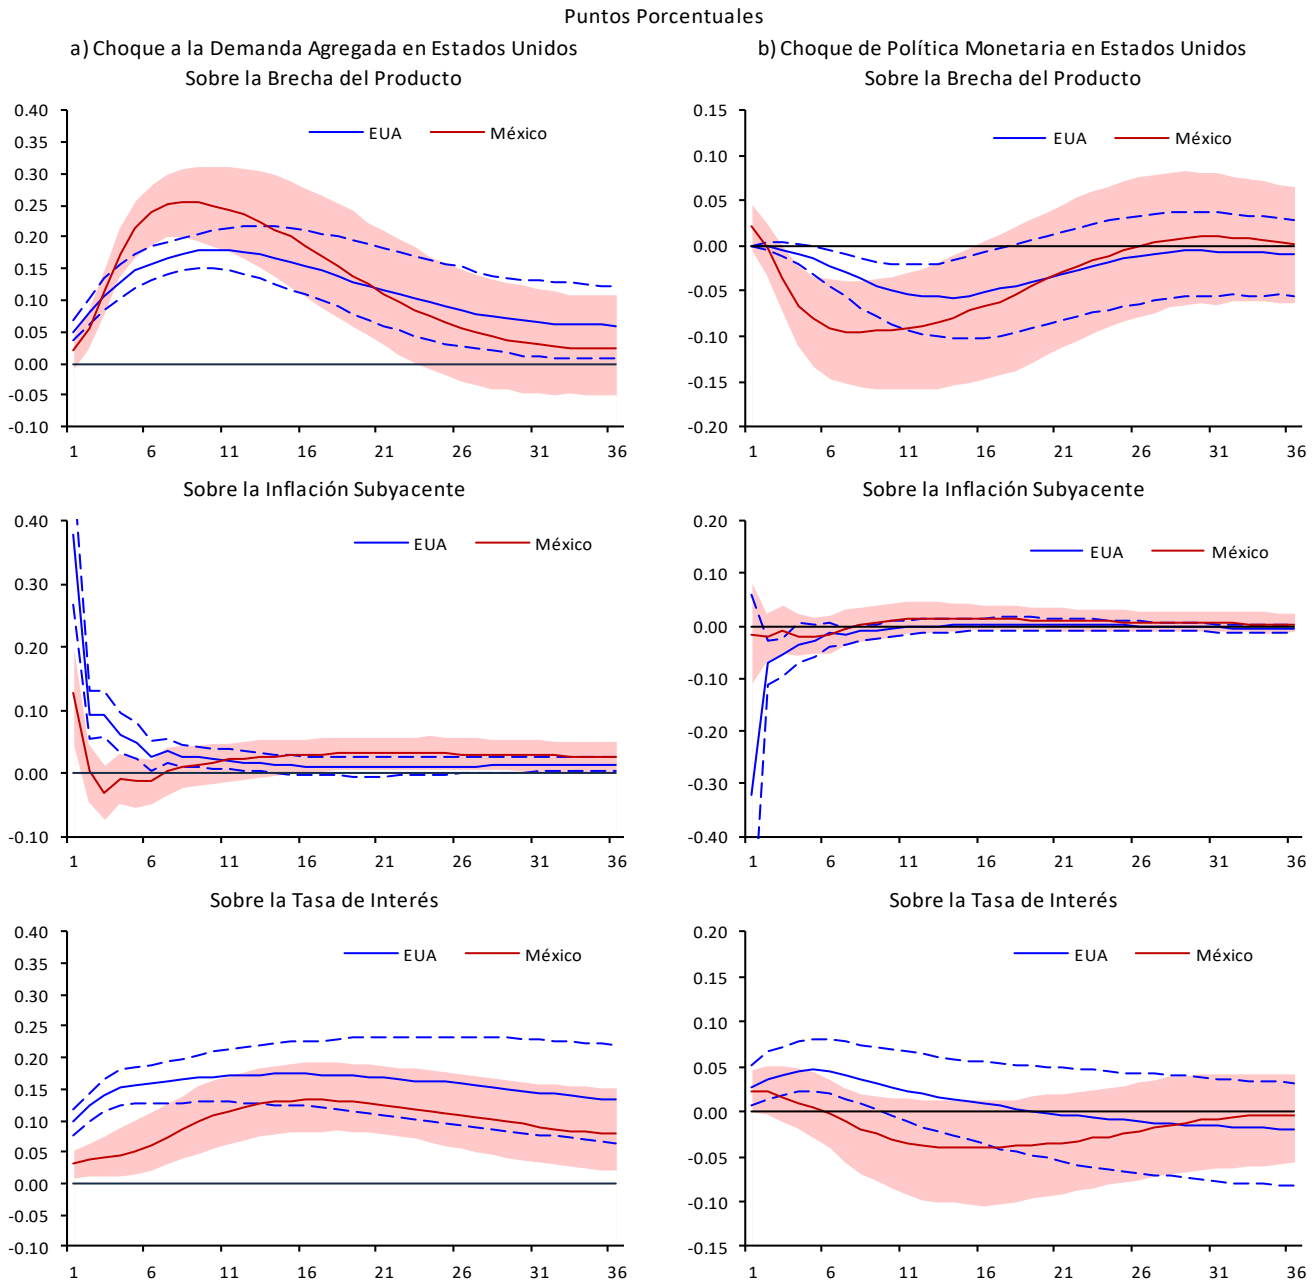 Puntos Porcentuales
a) Choque a la Demanda Agregada en Estados Unidos
Sobre la Brecha del Producto
0.40
0.35
0.30
0.25
0.20
0.15
0.10
0.05
0.00
-0.05
-0.10
EUA México
1 6 11 16 21 26 31 36
b) Choque de Política Monetaria en Estados Unidos
Sobre la Brecha del Producto
0.15
0.10
0.05
0.00
-0.05
-0.10
-0.15
-0.20
EUA México
1 6 11 16 21 26 31 36
Sobre la Inflación Subyacente
0.40
0.30
0.20
0.10
0.00
-0.10
EUA México
1 6 11 16 21 26 31 36
Sobre la Inflación Subyacente
0.20
0.10
0.00
-0.10
-0.20
-0.30
-0.40
EUA México
1 6 11 16 21 26 31 36
Sobre la Tasa de Interés
0.40
0.35
0.30
0.25
0.20
0.15
0.10
0.05
0.00
-0.05
-0.10
EUA México
1 6 11 16 21 26 31 36
Sobre la Tasa de Interés
0.20
0.15
0.10
0.05
0.00
-0.05
-0.10
-0.15
EUA México
1 6 11 16 21 26 31 36